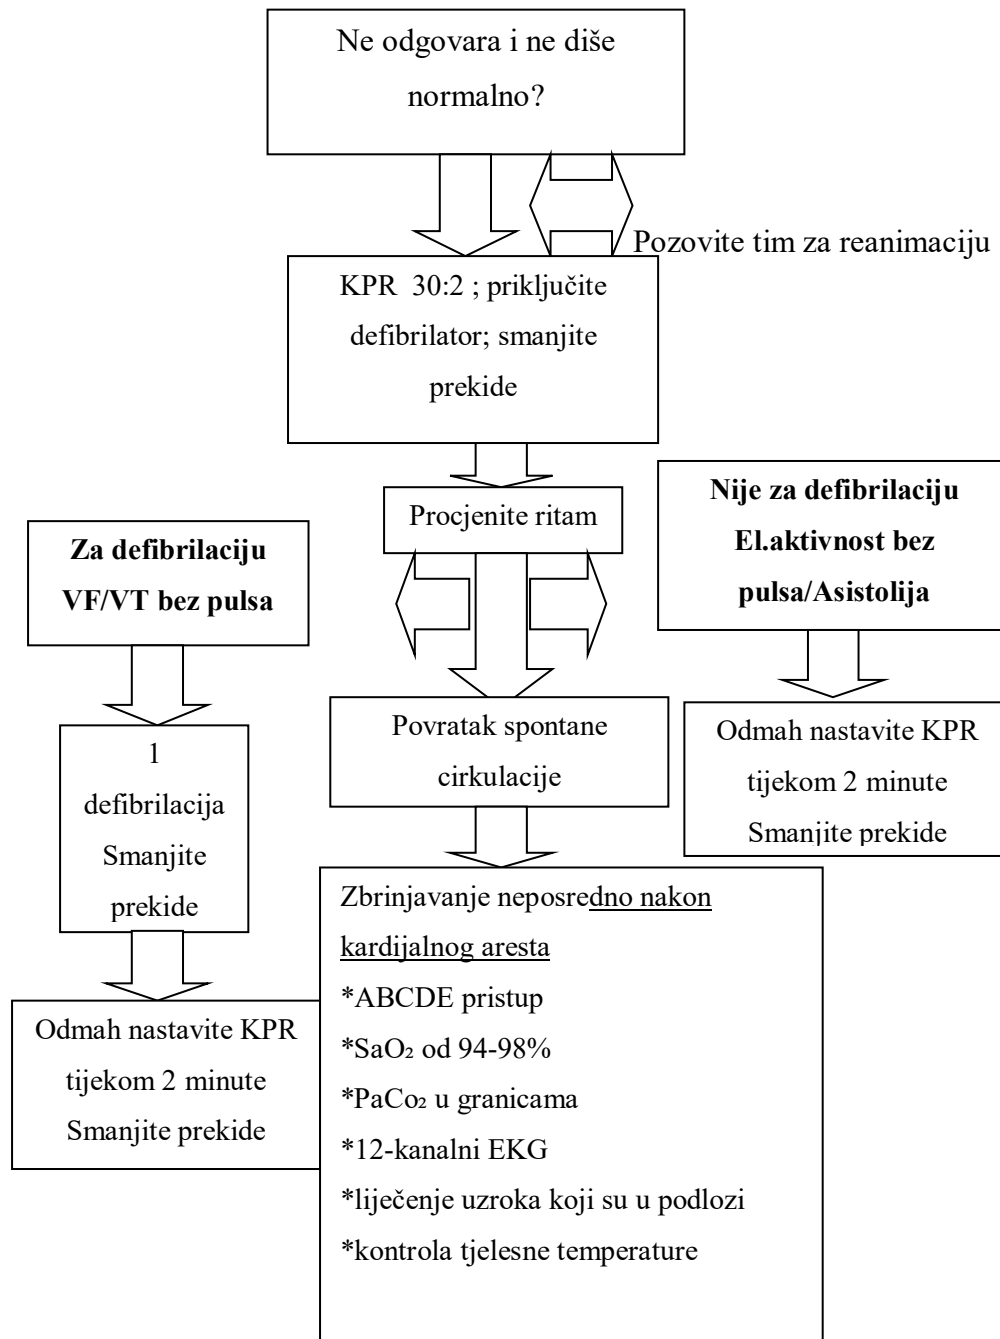 Ne odgovara i ne diše
normalno?
Pozovite tim za reanimaciju
KPR  30:2 ; priključite
defibrilator; smanjite
prekide
Procjenite ritam
Za defibrilaciju
VF/VT bez pulsa
Nije za defibrilaciju
El.aktivnost bez
pulsa/Asistolija
1
defibrilacija
Smanjite
prekide
Povratak spontane
cirkulacije
Odmah nastavite KPR
tijekom 2 minute
Smanjite prekide
Odmah nastavite KPR
tijekom 2 minute
Smanjite prekide
Zbrinjavanje neposredno nakon
kardijalnog aresta
*ABCDE pristup
*SaO₂ od 94-98%
*PaCo₂ u granicama
*12-kanalni EKG
*liječenje uzroka koji su u podlozi
*kontrola tjelesne temperature